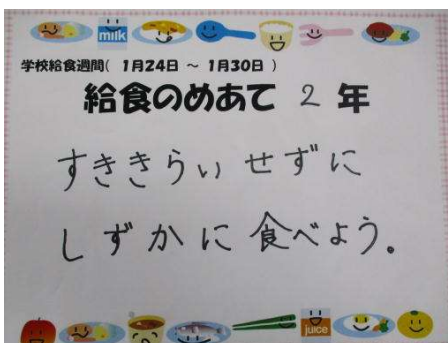 milk
学校給食週間( 1月24日 ~ 1月30日 )
給食のめあて 2 年
すききらいせずに
しずかに食べよう。
juice